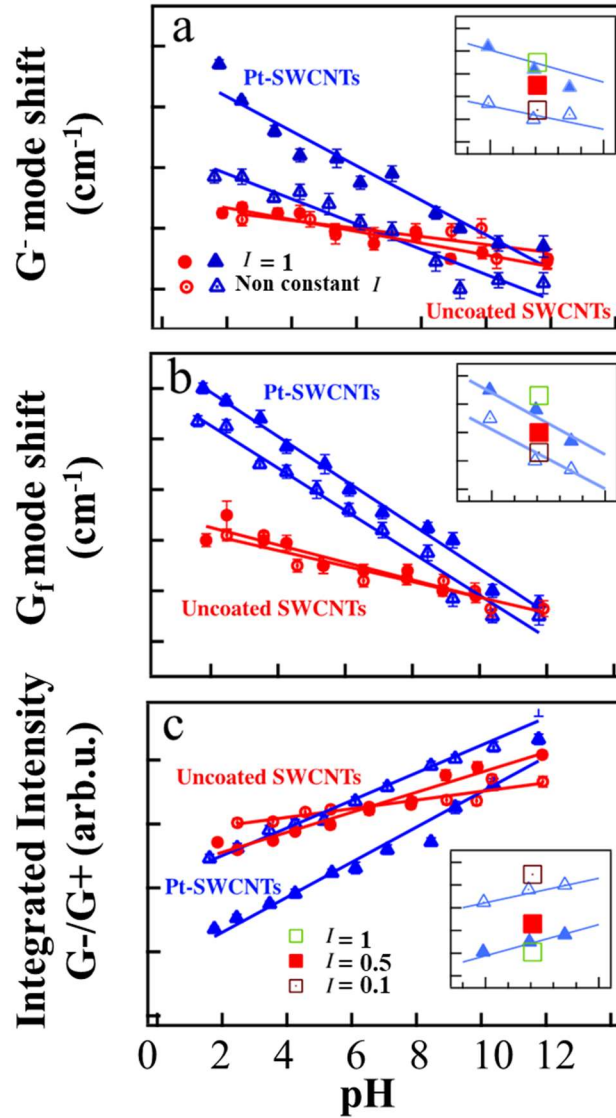 a
Pt-SWCNTs
G⁻ mode shift
(cm⁻¹)
I = 1
Non constant I
Uncoated SWCNTs
b
Pt-SWCNTs
G_f mode shift
(cm⁻¹)
Uncoated SWCNTs
c
Integrated Intensity
G-/G+ (arb.u.)
Uncoated SWCNTs
Pt-SWCNTs
I = 1
I = 0.5
I = 0.1
0 2 4 6 8 10 12
pH